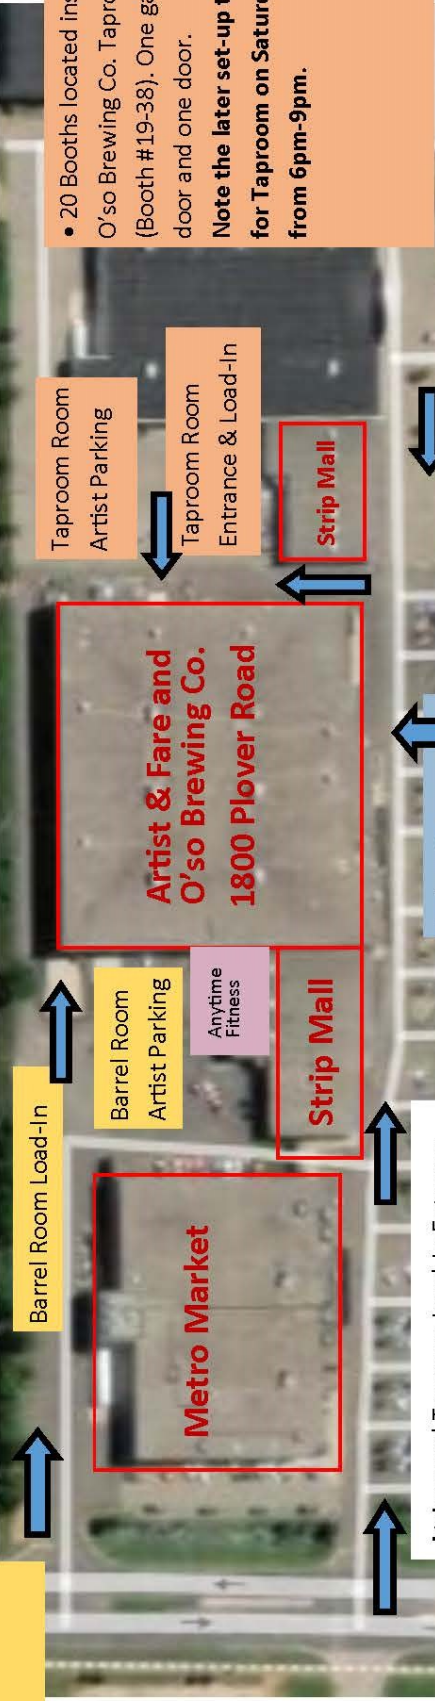 Barrel Room Load-In
Barrel Room
Artist Parking
Anytime
Fitness
Metro Market
Strip Mall
Artist & Fare and
O'so Brewing Co.
1800 Plover Road
Taproom Room
Artist Parking
Taproom Room
Entrance & Load-In
Strip Mall
• 20 Booths located ins
O'so Brewing Co. Tapro
(Booth #19-38). One ga
door and one door.
Note the later set-up t
for Taproom on Satur
from 6pm-9pm.